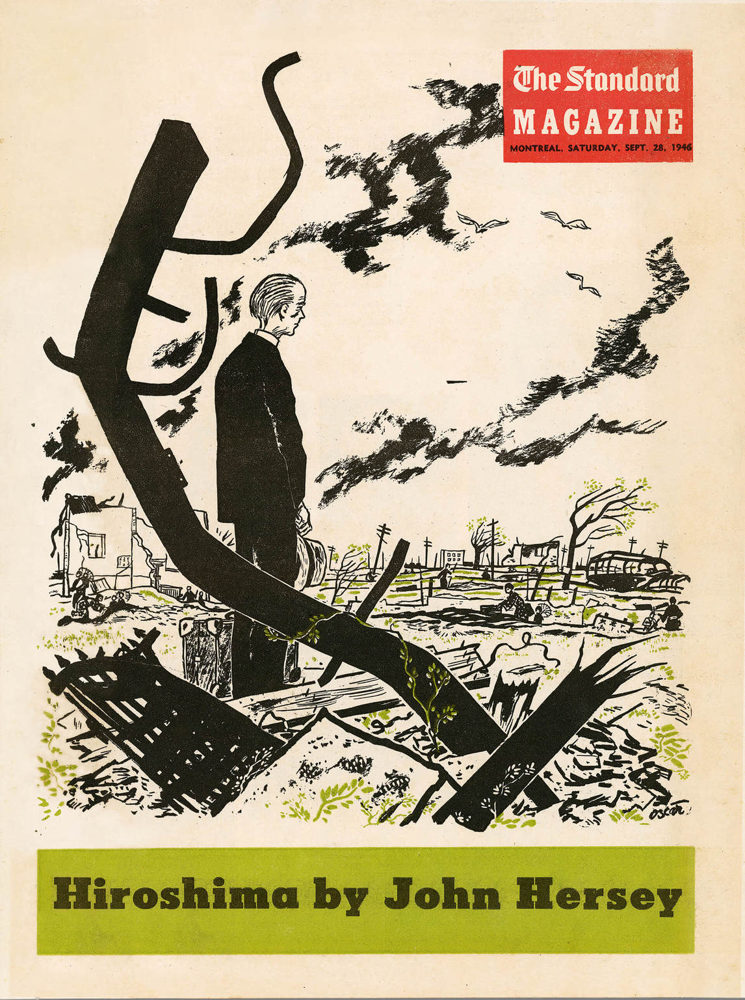 The Standard
MAGAZINE
MONTREAL, SATURDAY, SEPT. 28, 1946
oscar
Hiroshima by John Hersey